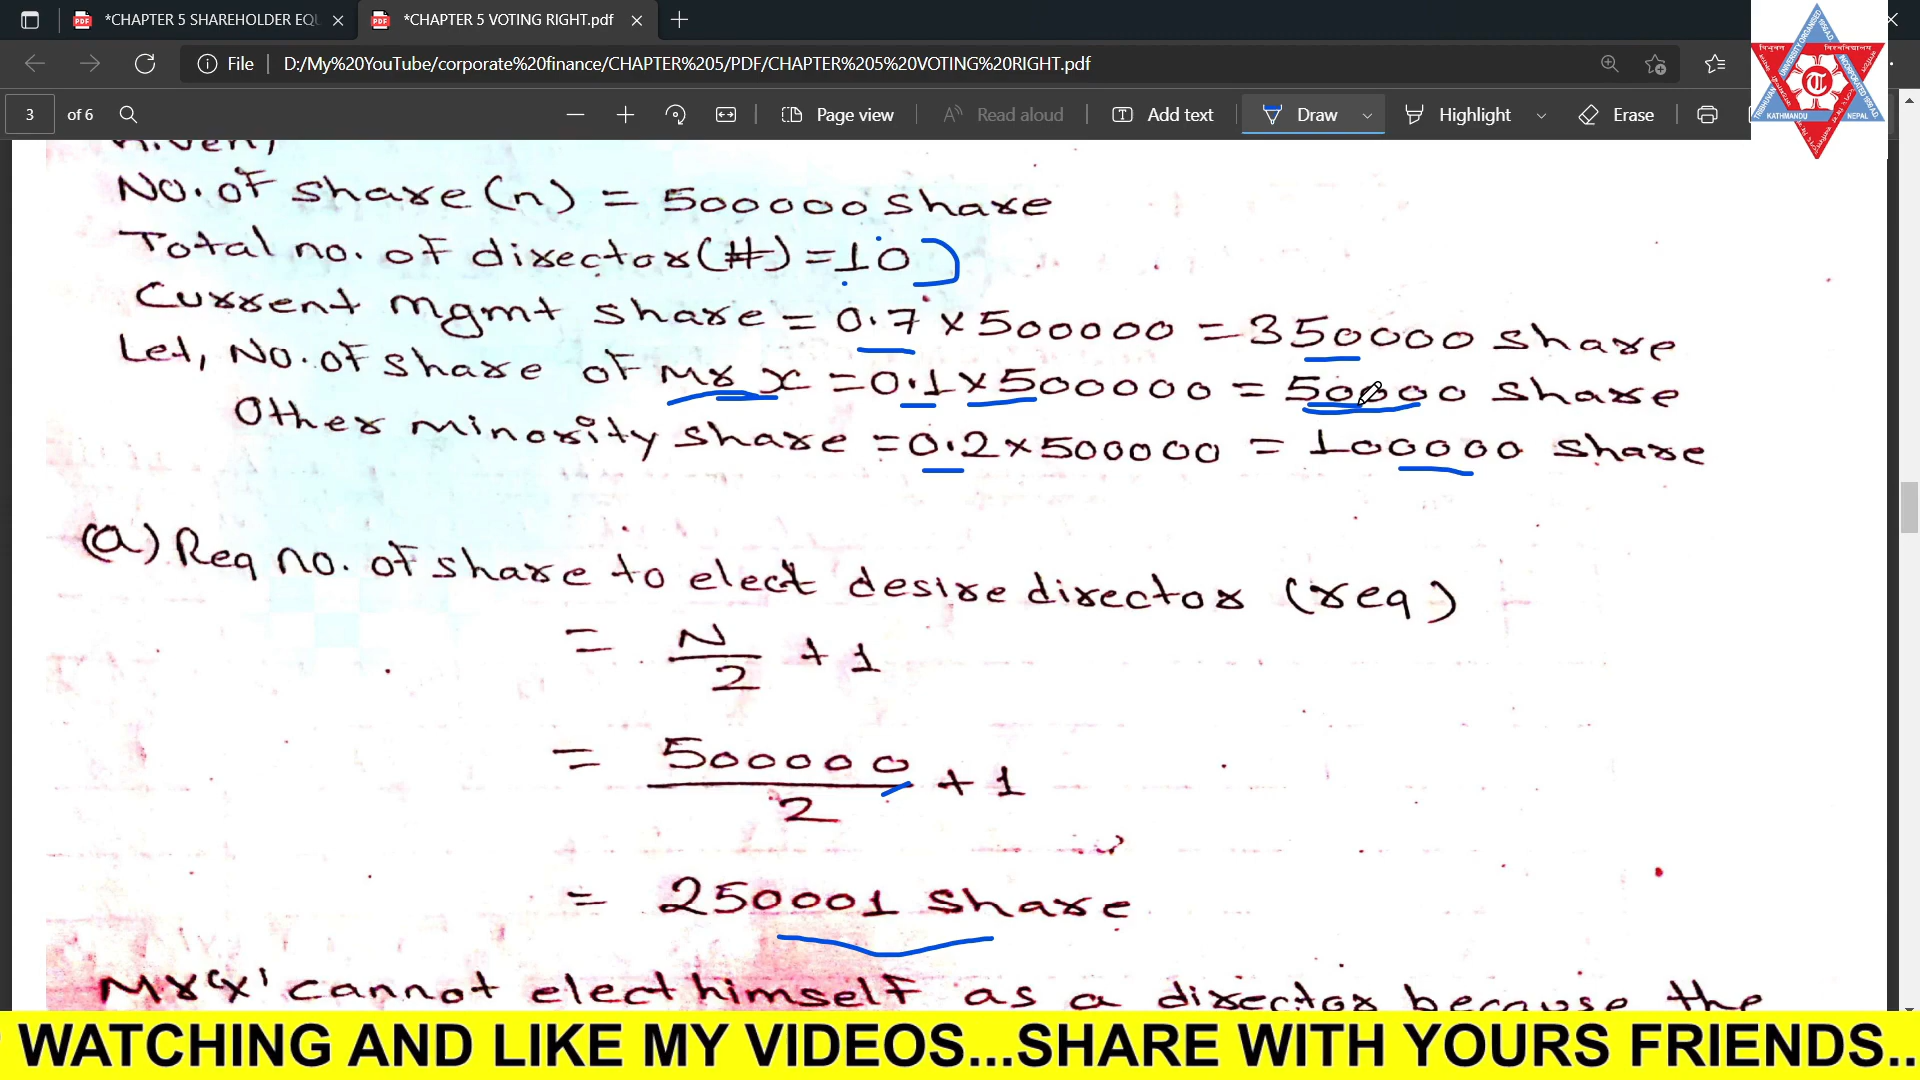 *CHAPTER 5 SHAREHOLDER EQU
*CHAPTER 5 VOTING RIGHT.pdf
File
D:/My%20YouTube/corporate%20finance/CHAPTER%205/PDF/CHAPTER%205%20VOTING%20RIGHT.pdf
3 of 6
Page view
Read aloud
Add text
Draw
Highlight
Erase
KATHMANDU NEPAL
Given,
No. of share (n) = 500000 share
Total no. of director (#) = 10
Current mgmt share = 0.7 × 500000 = 350000 share
Let, No. of share of Mr x = 0.1 × 500000 = 50000 share
Other minority share = 0.2 × 500000 = 100000 share
(a) Req no. of share to elect desire director (req)
= N/2 + 1
= 500000/2 + 1
= 250001 share
Mr 'x' cannot elect himself as a director because the
WATCHING AND LIKE MY VIDEOS...SHARE WITH YOURS FRIENDS..